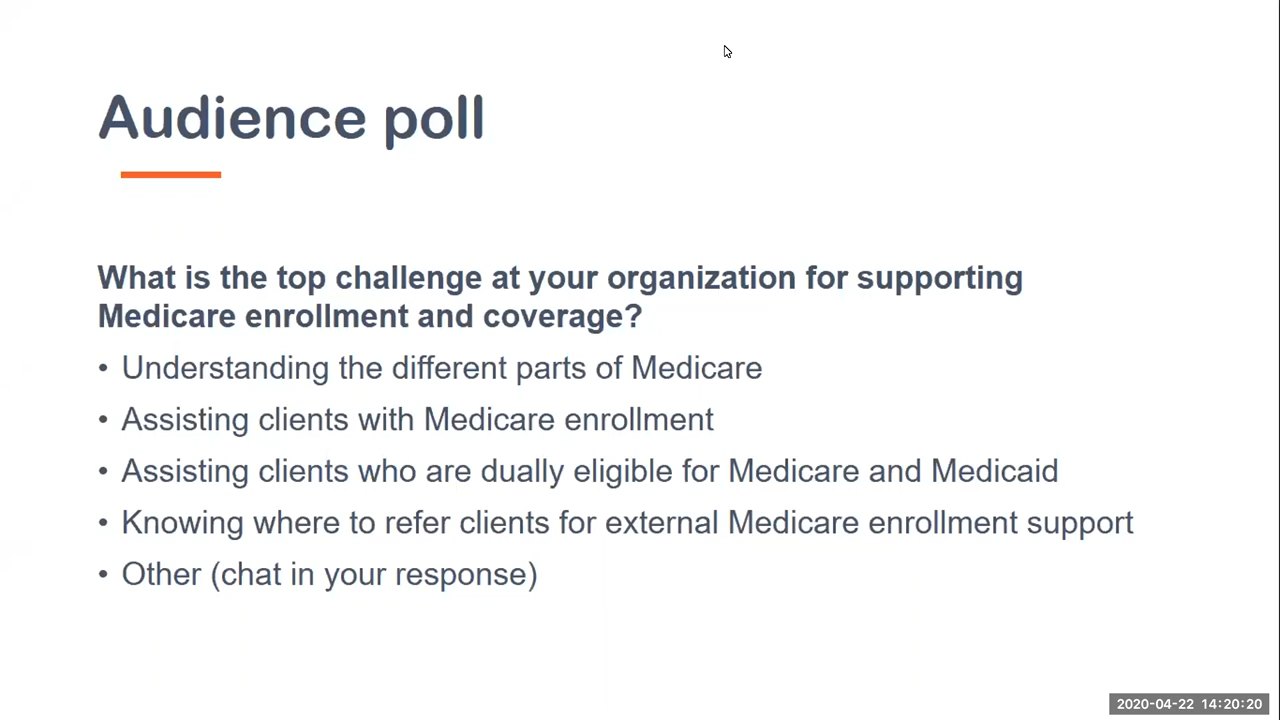 Audience poll
What is the top challenge at your organization for supporting
Medicare enrollment and coverage?
• Understanding the different parts of Medicare
• Assisting clients with Medicare enrollment
• Assisting clients who are dually eligible for Medicare and Medicaid
• Knowing where to refer clients for external Medicare enrollment support
• Other (chat in your response)
2020-04-22 14:20:20